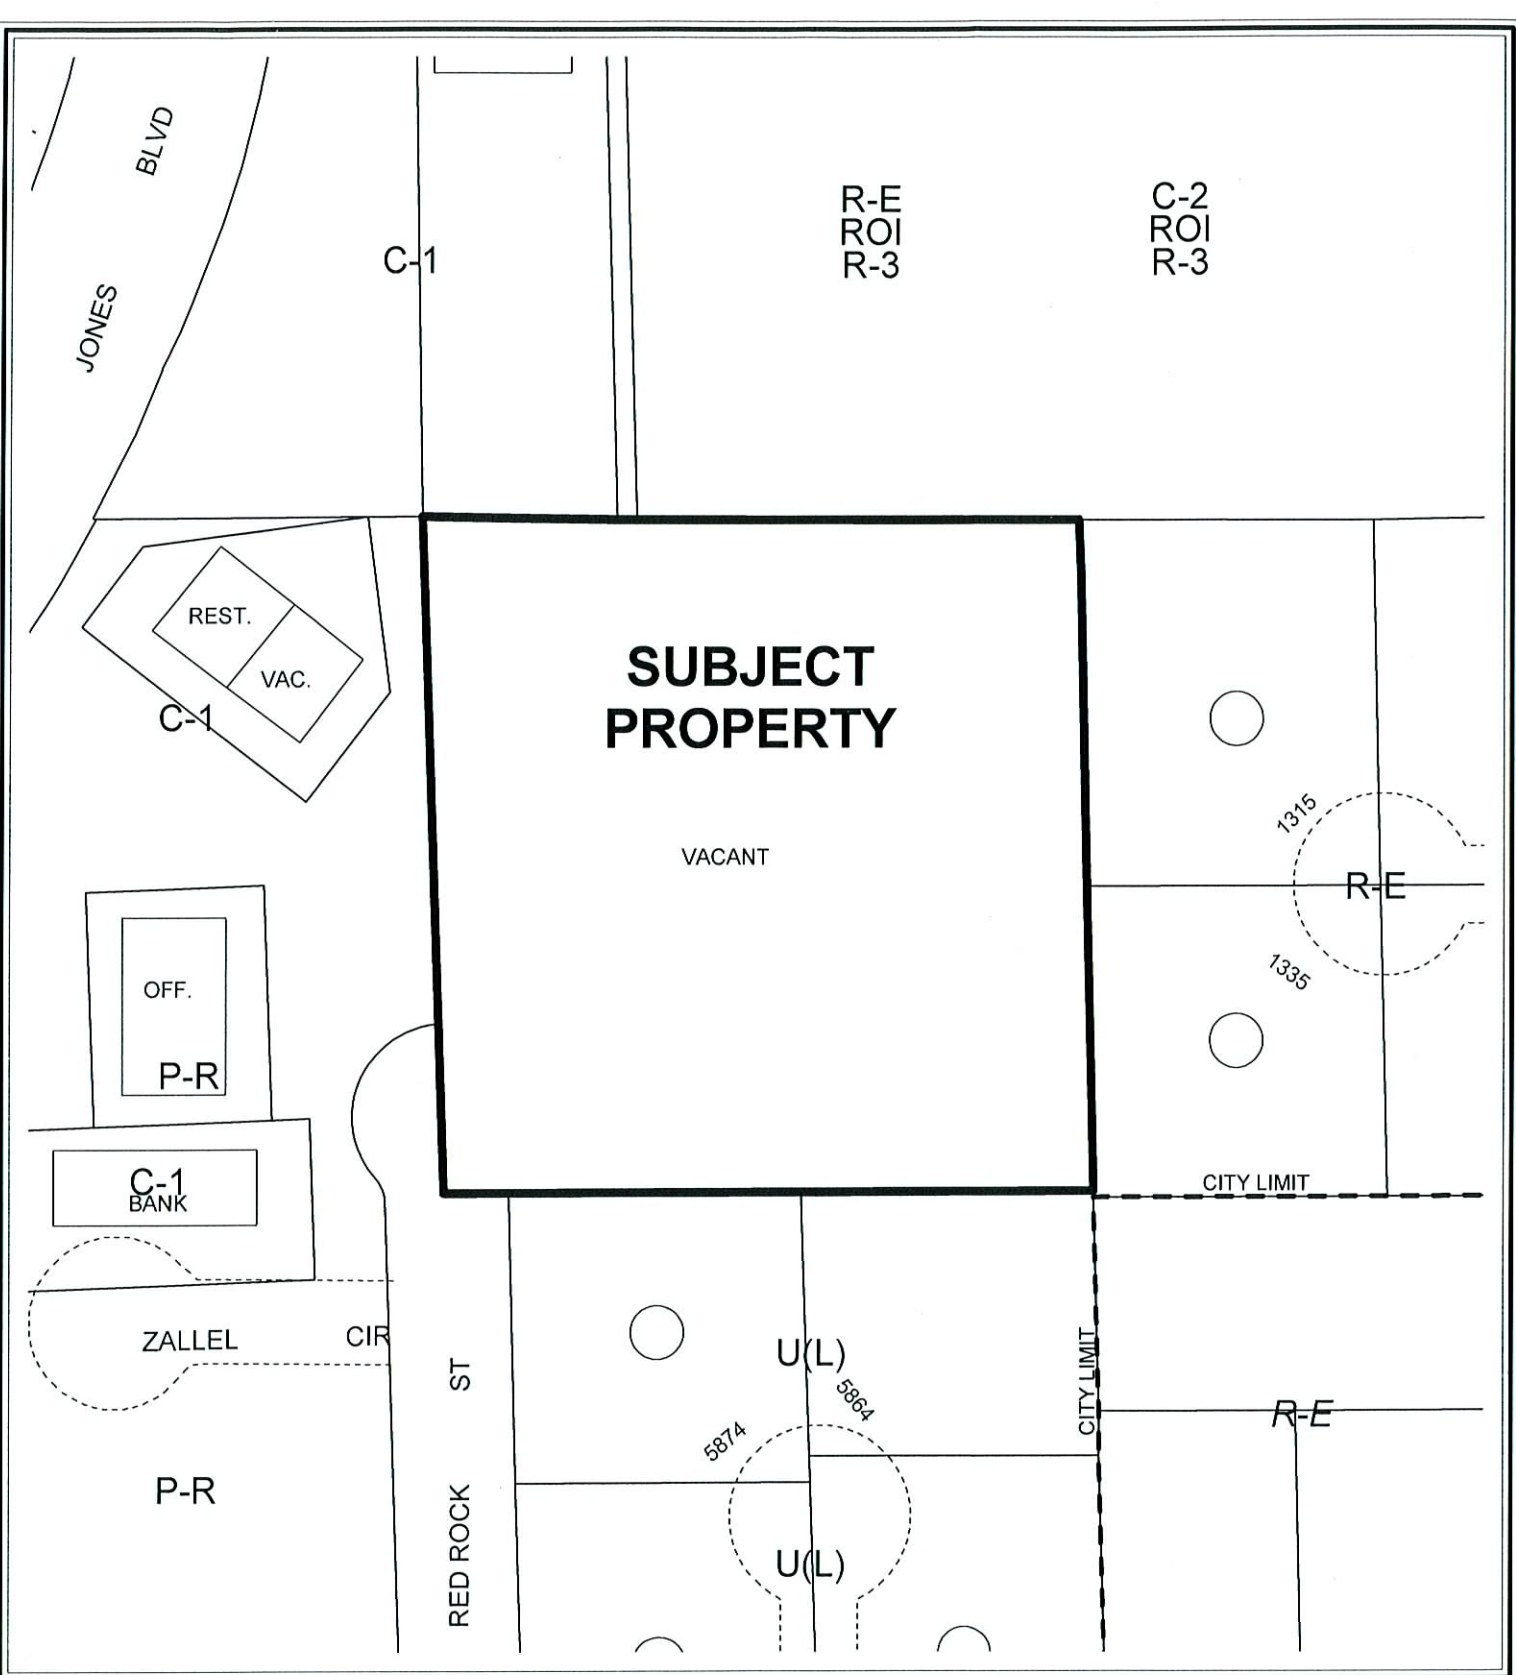 BLVD
JONES
C-1
R-E
ROI
R-3
C-2
ROI
R-3
REST.
VAC.
C-1
SUBJECT
PROPERTY
VACANT
1315
R-E
1335
OFF.
P-R
C-1
BANK
CITY LIMIT
ZALLEL CIR
ST
RED ROCK
U(L)
5864
5874
CITY LIMIT
R-E
P-R
U(L)